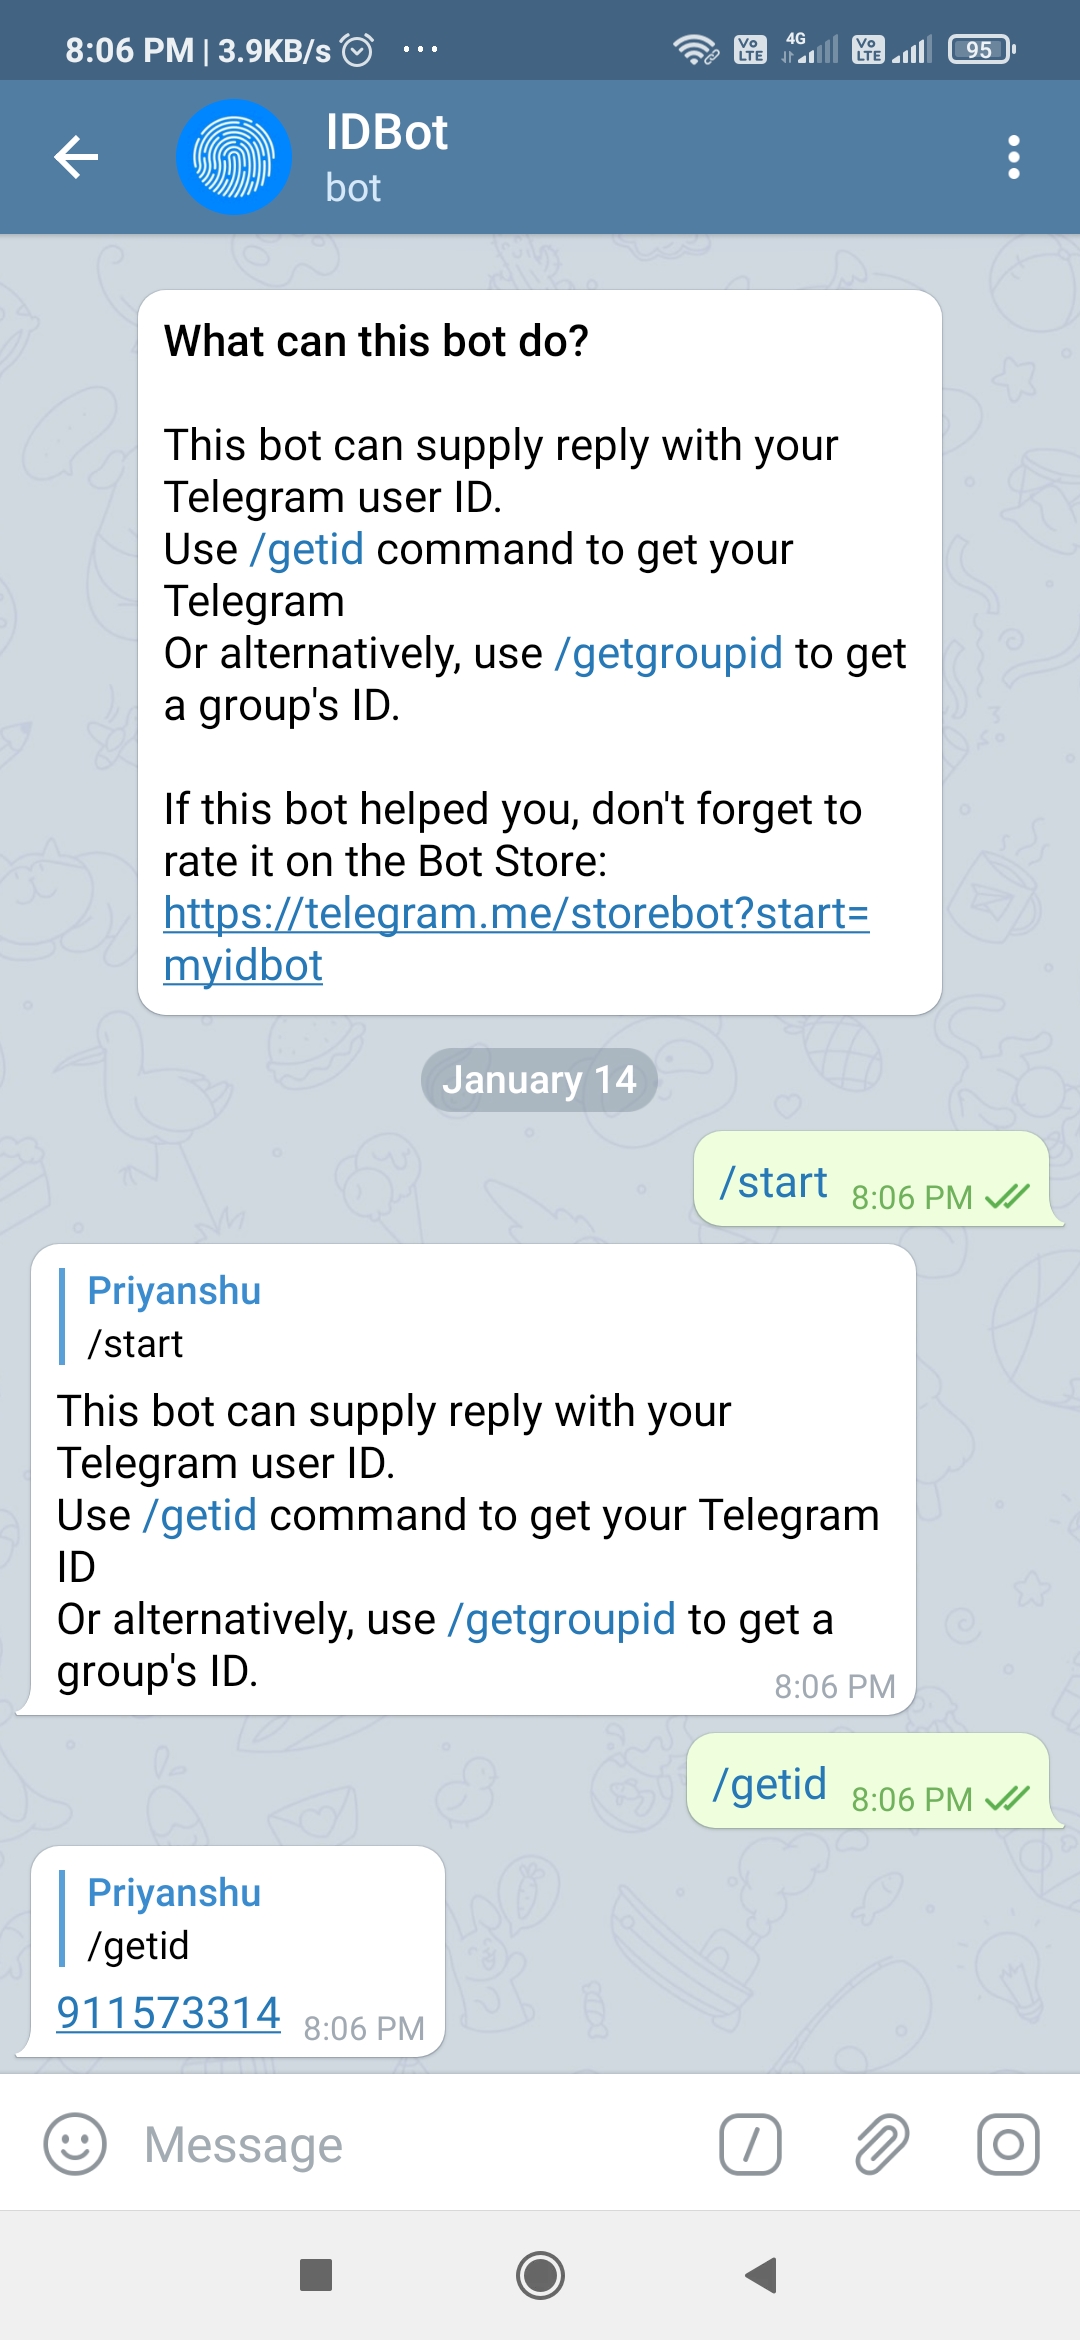 8:06 PM | 3.9KB/s ...
Vo LTE 4G Vo LTE 95
IDBot
bot
What can this bot do?
This bot can supply reply with your
Telegram user ID.
Use /getid command to get your
Telegram
Or alternatively, use /getgroupid to get
a group's ID.
If this bot helped you, don't forget to
rate it on the Bot Store:
https://telegram.me/storebot?start=
myidbot
January 14
/start 8:06 PM
Priyanshu
/start
This bot can supply reply with your
Telegram user ID.
Use /getid command to get your Telegram
ID
Or alternatively, use /getgroupid to get a
group's ID.
8:06 PM
/getid 8:06 PM
Priyanshu
/getid
911573314 8:06 PM
Message